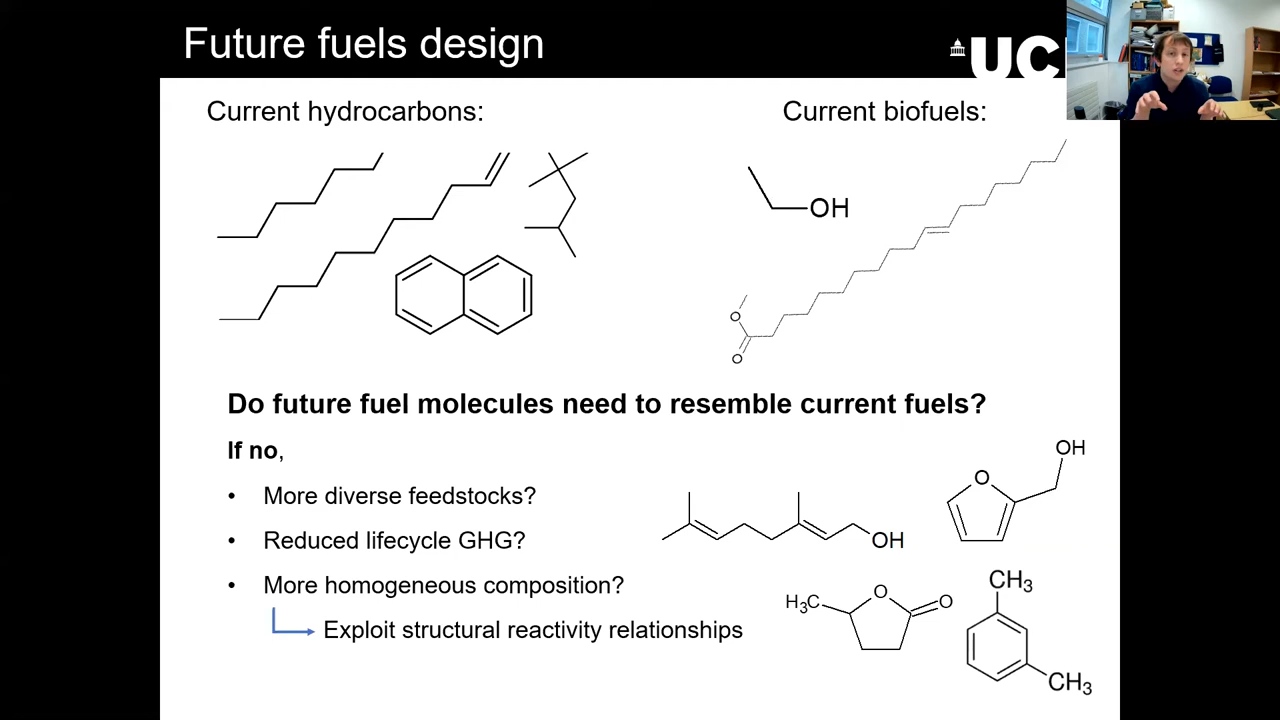 Future fuels design
UC
Current hydrocarbons:
Current biofuels:
OH
O
O
Do future fuel molecules need to resemble current fuels?
If no,
• More diverse feedstocks?
• Reduced lifecycle GHG?
• More homogeneous composition?
Exploit structural reactivity relationships
OH
O
OH
H₃C
O
O
CH₃
CH₃